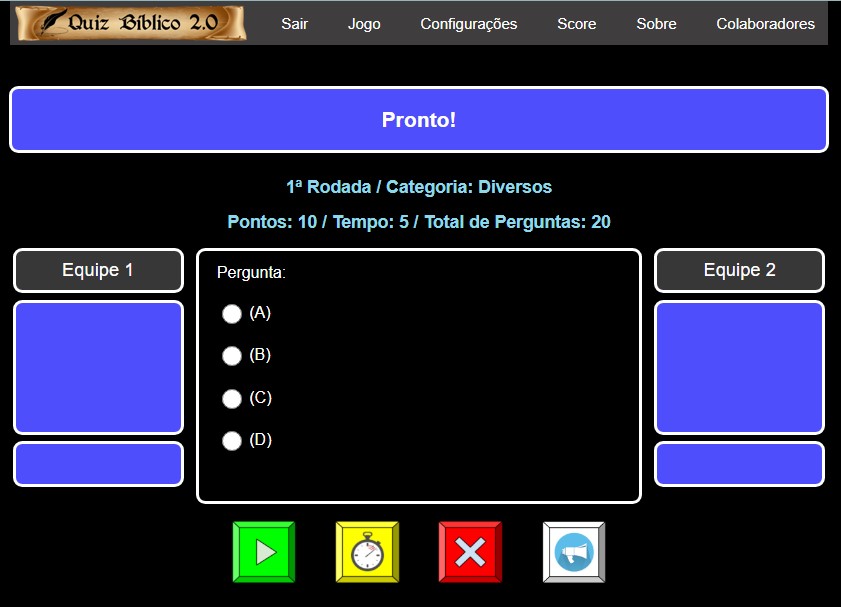 Quiz Bíblico 2.0 Sair Jogo Configurações Score Sobre Colaboradores
Pronto!
1ª Rodada / Categoria: Diversos
Pontos: 10 / Tempo: 5 / Total de Perguntas: 20
Equipe 1
Pergunta:
(A)
(B)
(C)
(D)
Equipe 2